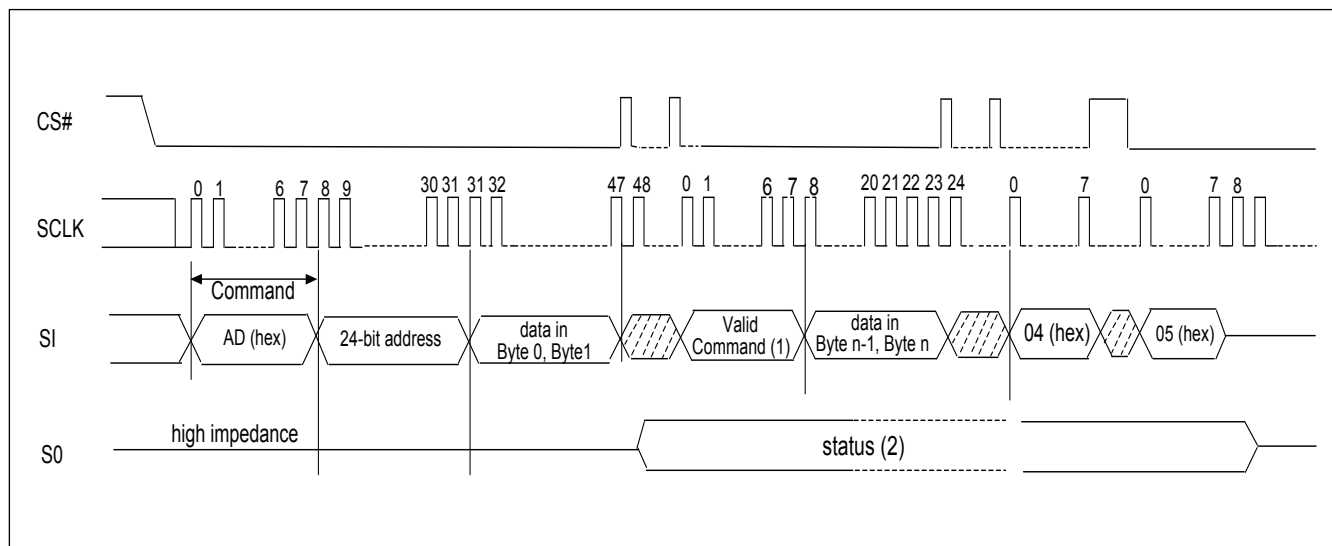 CS#
0 1 6 7 8 9 30 31 31 32 47 48 0 1 6 7 8 20 21 22 23 24 0 7 0 7 8
SCLK
Command
SI
AD (hex)
24-bit address
data in
Byte 0, Byte1
Valid
Command (1)
data in
Byte n-1, Byte n
04 (hex)
05 (hex)
high impedance
S0
status (2)